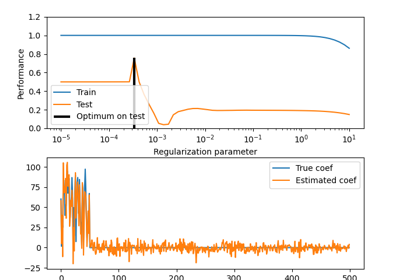 1.2
1.0
0.8
0.6
0.4
0.2
0.0
Performance
Train
Test
Optimum on test
10⁻⁵ 10⁻⁴ 10⁻³ 10⁻² 10⁻¹ 10⁰ 10¹
Regularization parameter
100
75
50
25
0
−25
True coef
Estimated coef
0 100 200 300 400 500